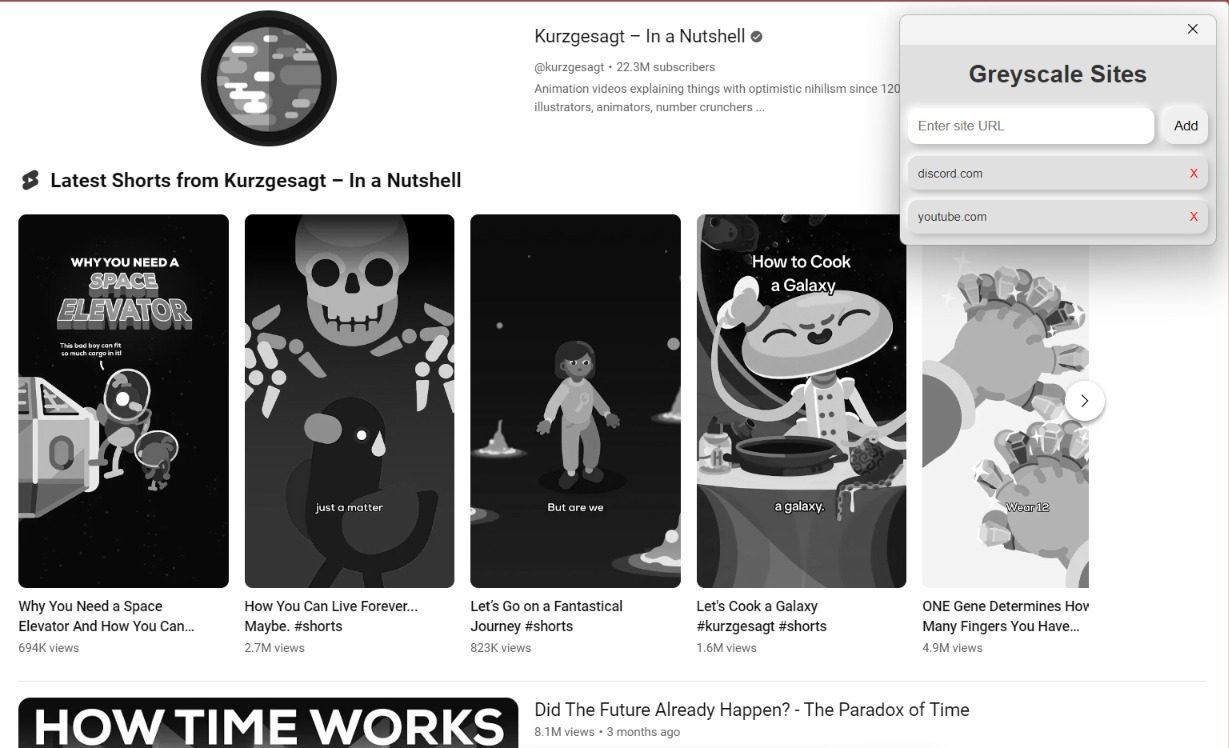 Kurzgesagt – In a Nutshell
@kurzgesagt • 22.3M subscribers
Animation videos explaining things with optimistic nihilism since 120
illustrators, animators, number crunchers ...
X
Greyscale Sites
Enter site URL
Add
discord.com
X
youtube.com
X
Latest Shorts from Kurzgesagt – In a Nutshell
WHY YOU NEED A
SPACE
ELEVATOR
This bad boy can fit
so much cargo in it!
just a matter
But are we
How to Cook
a Galaxy
H
a galaxy.
Wear 12
Why You Need a Space
Elevator And How You Can...
694K views
How You Can Live Forever...
Maybe. #shorts
2.7M views
Let's Go on a Fantastical
Journey #shorts
823K views
Let's Cook a Galaxy
#kurzgesagt #shorts
1.6M views
ONE Gene Determines How
Many Fingers You Have...
4.9M views
HOW TIME WORKS
Did The Future Already Happen? - The Paradox of Time
8.1M views • 3 months ago